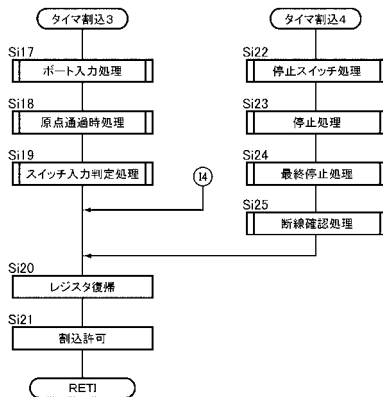 タイマ割込3
Si17
ポート入力処理
Si18
原点通過時処理
Si19
スイッチ入力判定処理
I4
タイマ割込4
Si22
停止スイッチ処理
Si23
停止処理
Si24
最終停止処理
Si25
断線確認処理
Si20
レジスタ復帰
Si21
割込許可
RETI